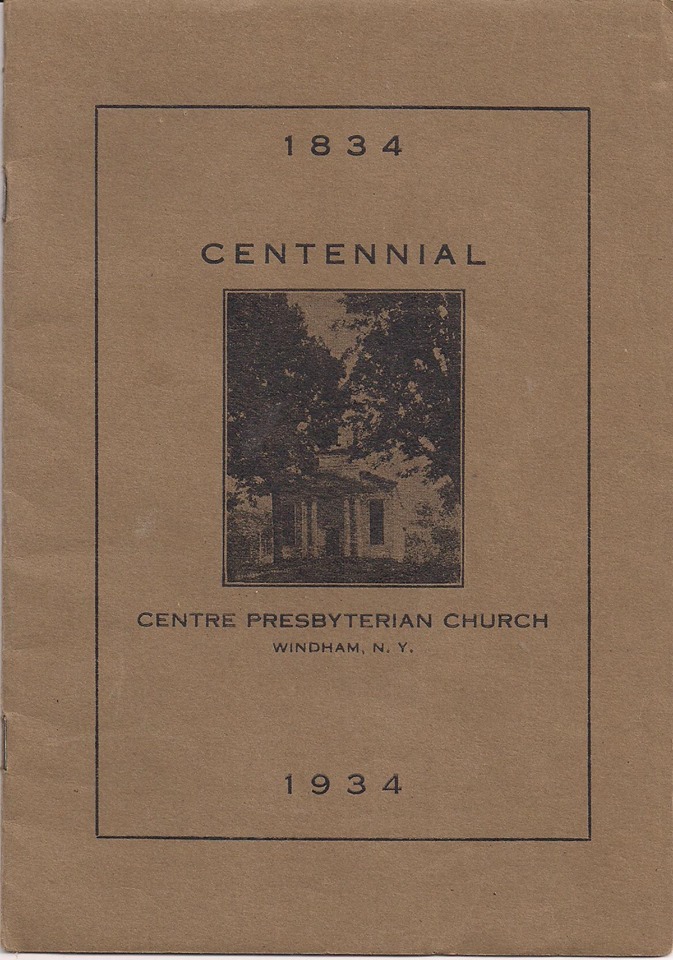 1834
CENTENNIAL
CENTRE PRESBYTERIAN CHURCH
WINDHAM, N. Y.
1934